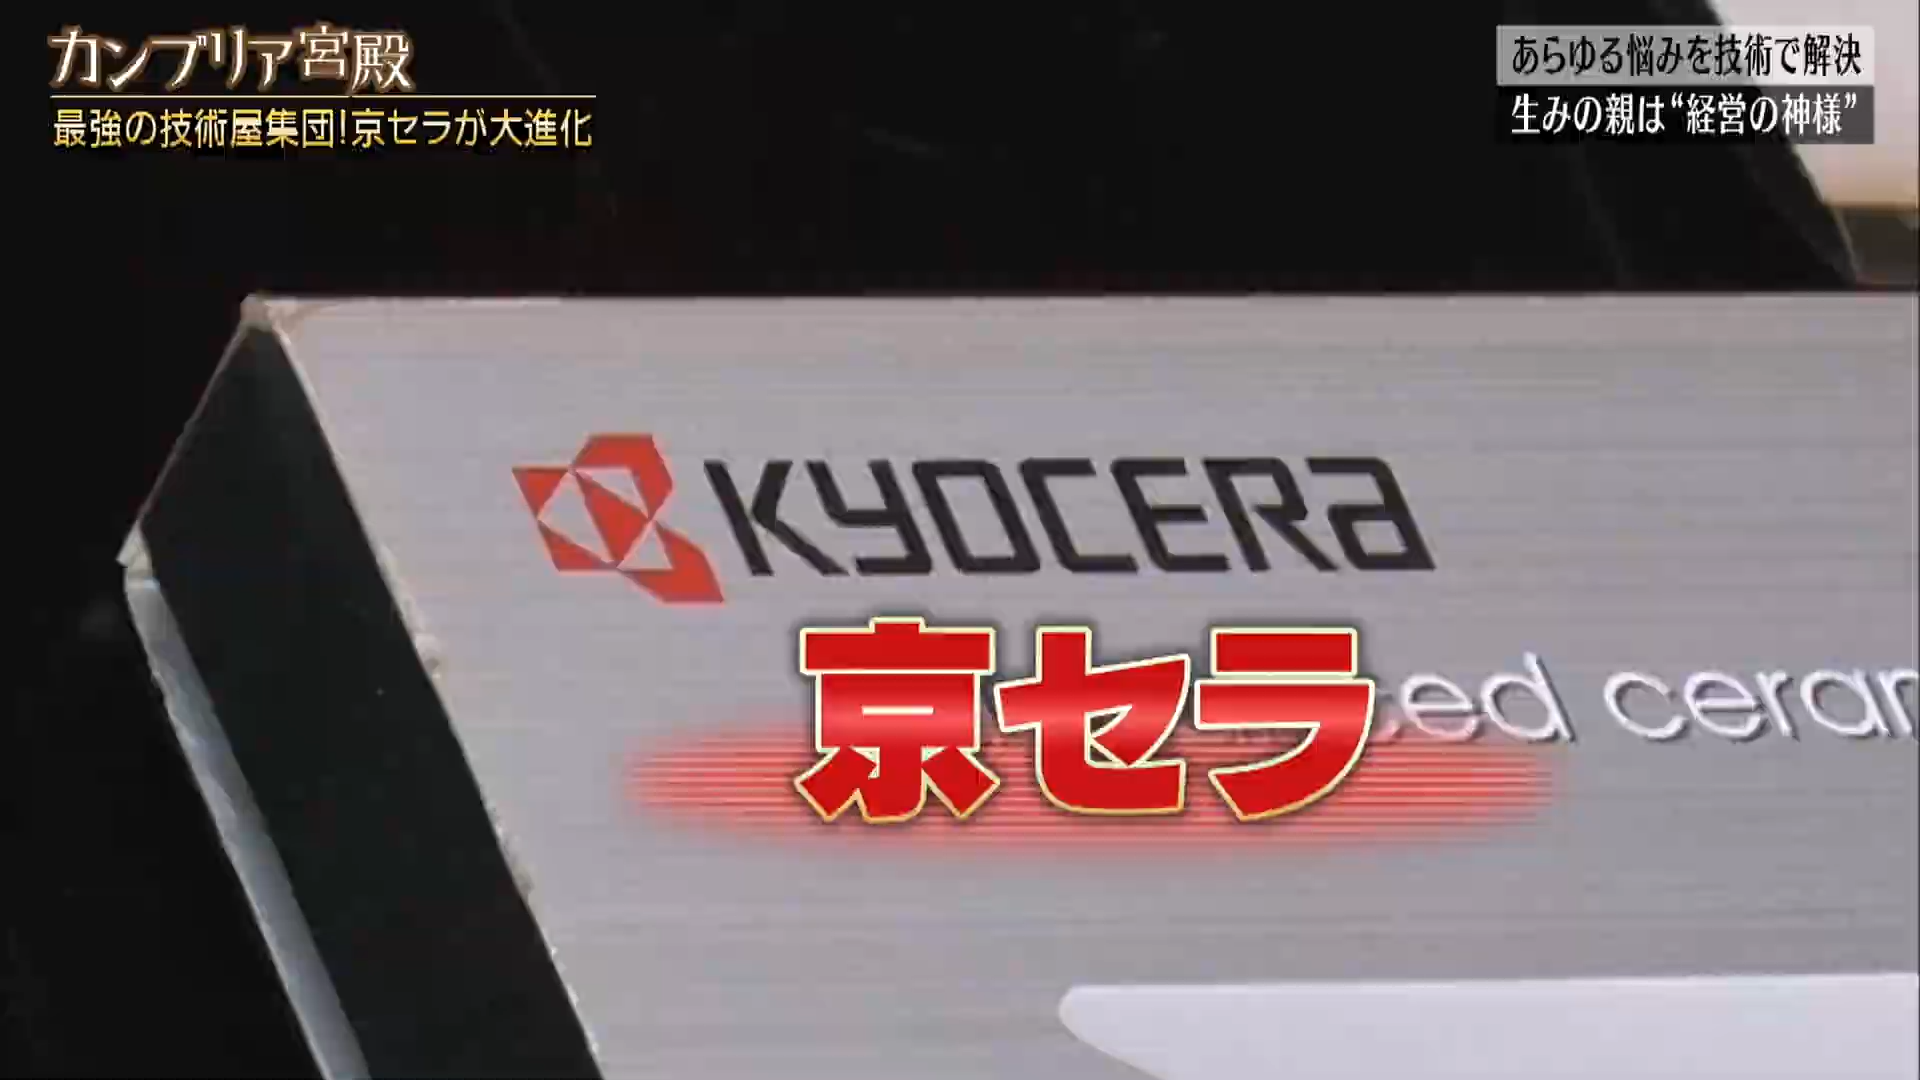 カンブリア宮殿
最強の技術屋集団!京セラが大進化
あらゆる悩みを技術で解決
生みの親は“経営の神様”
KYOCERA
京セラ